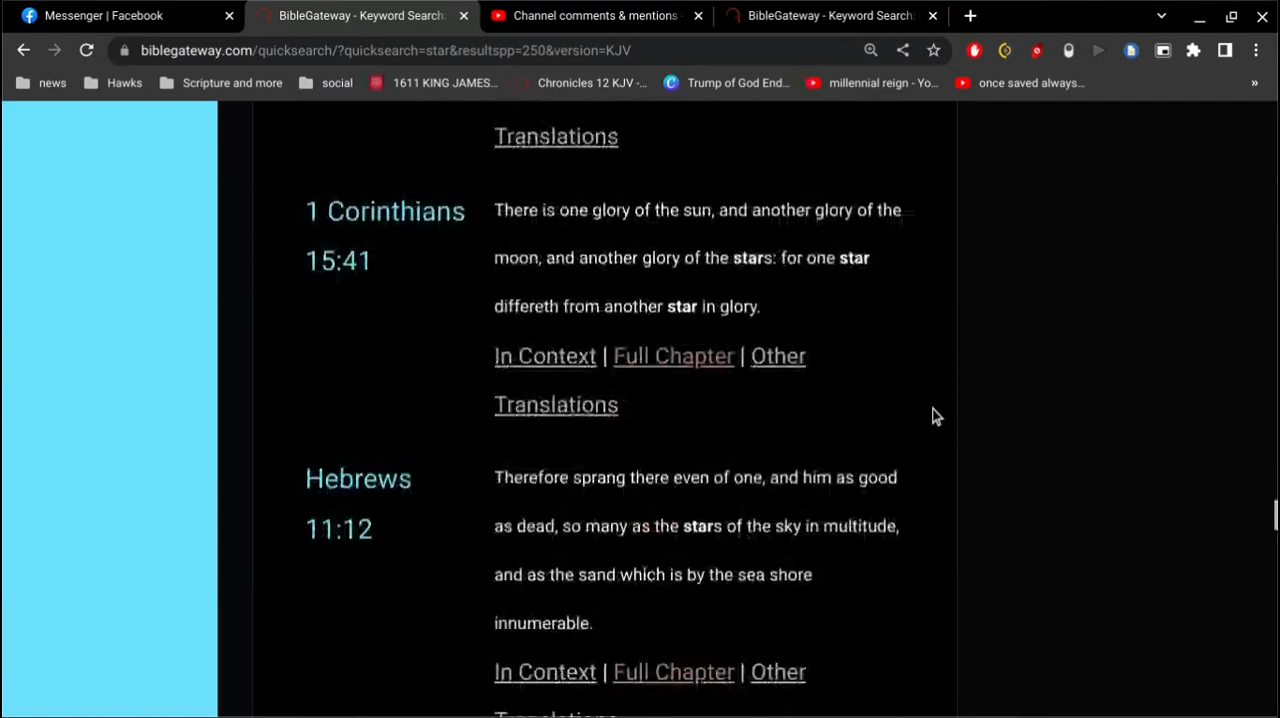 Messenger | Facebook
BibleGateway - Keyword Search:
Channel comments & mentions -
BibleGateway - Keyword Search:
biblegateway.com/quicksearch/?quicksearch=star&resultspp=250&version=KJV
news
Hawks
Scripture and more
social
1611 KING JAMES...
Chronicles 12 KJV -...
Trump of God End...
millennial reign - Yo...
once saved always...
»
Translations
1 Corinthians
15:41
There is one glory of the sun, and another glory of the
moon, and another glory of the stars: for one star
differeth from another star in glory.
In Context | Full Chapter | Other
Translations
Hebrews
11:12
Therefore sprang there even of one, and him as good
as dead, so many as the stars of the sky in multitude,
and as the sand which is by the sea shore
innumerable.
In Context | Full Chapter | Other
Translations